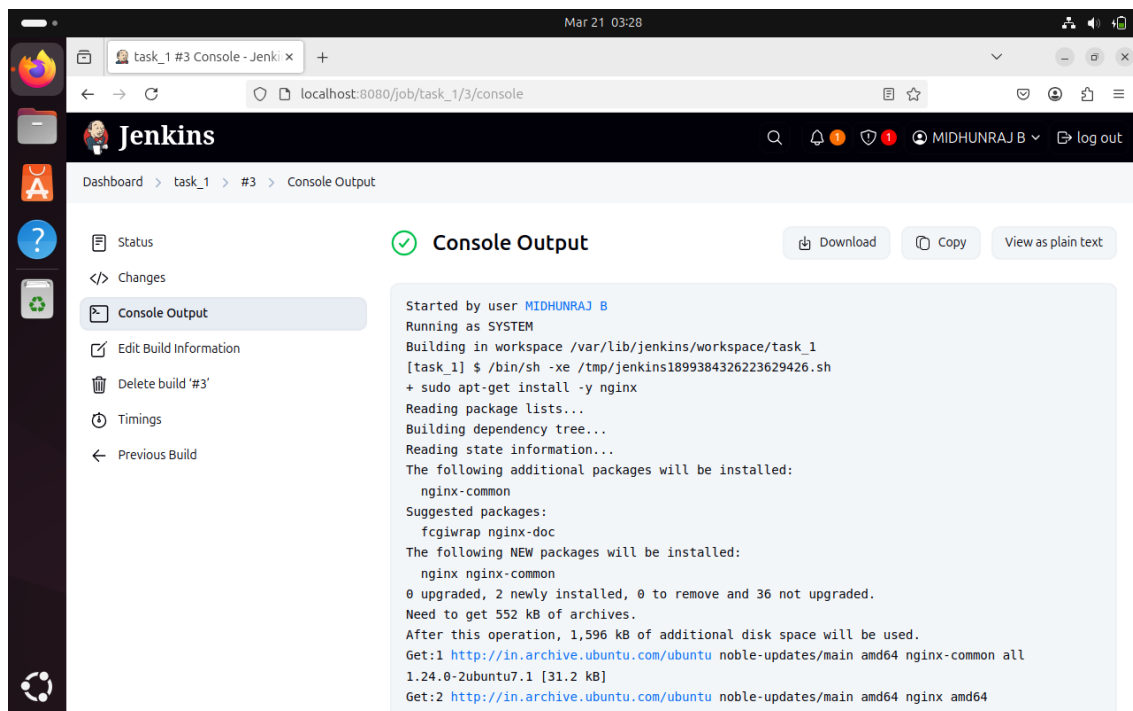 Mar 21 03:28
task_1 #3 Console - Jenki
localhost:8080/job/task_1/3/console
Jenkins
1
1
MIDHUNRAJ B
log out
Dashboard > task_1 > #3 > Console Output
Status
Changes
Console Output
Edit Build Information
Delete build ‘#3’
Timings
Previous Build
Console Output
Download
Copy
View as plain text
Started by user MIDHUNRAJ B
Running as SYSTEM
Building in workspace /var/lib/jenkins/workspace/task_1
[task_1] $ /bin/sh -xe /tmp/jenkins1899384326223629426.sh
+ sudo apt-get install -y nginx
Reading package lists...
Building dependency tree...
Reading state information...
The following additional packages will be installed:
nginx-common
Suggested packages:
fcgiwrap nginx-doc
The following NEW packages will be installed:
nginx nginx-common
0 upgraded, 2 newly installed, 0 to remove and 36 not upgraded.
Need to get 552 kB of archives.
After this operation, 1,596 kB of additional disk space will be used.
Get:1 http://in.archive.ubuntu.com/ubuntu noble-updates/main amd64 nginx-common all
1.24.0-2ubuntu7.1 [31.2 kB]
Get:2 http://in.archive.ubuntu.com/ubuntu noble-updates/main amd64 nginx amd64